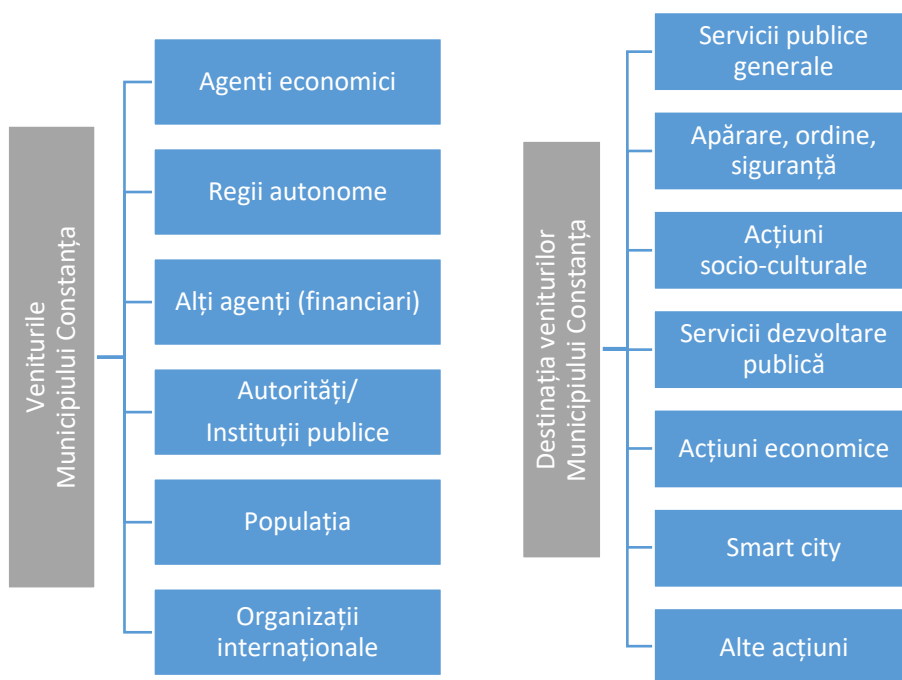 Veniturile
Municipiului Constanța
Agenti economici
Regii autonome
Alți agenți (financiari)
Autorități/
Instituții publice
Populația
Organizații
internaționale
Destinația veniturilor
Municipiului Constanța
Servicii publice
generale
Apărare, ordine,
siguranță
Acțiuni
socio-culturale
Servicii dezvoltare
publică
Acțiuni economice
Smart city
Alte acțiuni